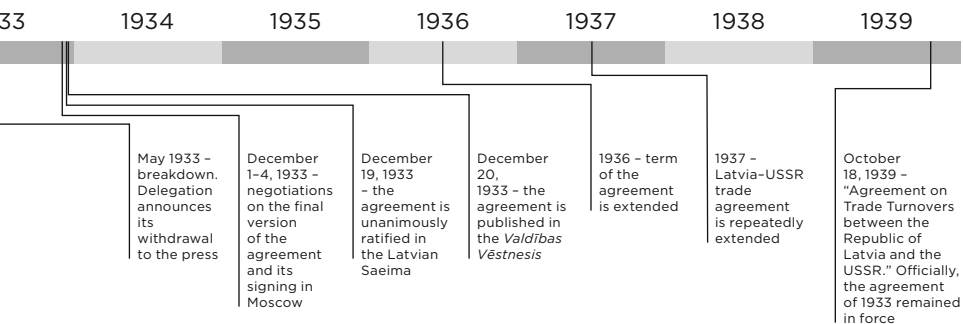 33 1934 1935 1936 1937 1938 1939
May 1933 –
breakdown.
Delegation
announces
its
withdrawal
to the press
December
1–4, 1933 –
negotiations
on the final
version
of the
agreement
and its
signing in
Moscow
December
19, 1933
– the
agreement is
unanimously
ratified in
the Latvian
Saeima
December
20,
1933 – the
agreement is
published in
the Valdības
Vēstnesis
1936 – term
of the
agreement
is extended
1937 –
Latvia–USSR
trade
agreement
is repeatedly
extended
October
18, 1939 –
“Agreement on
Trade Turnovers
between the
Republic of
Latvia and the
USSR.” Officially,
the agreement
of 1933 remained
in force